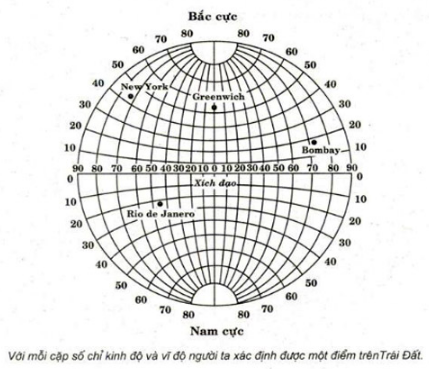 Bắc cực
80 80
70 70
60 60
50 50
40 40
New York
Greenwich
30 30
20 20
Bombay
10 10
90 80 70 60 50 40 30 20 10 0 10 20 30 40 50 60 70 80 90
0 0
Xích đạo
10 10
Rio de Janero
20 20
30 30
40 40
50 50
60 60
70 70
80 80
Nam cực
Với mỗi cặp số chỉ kinh độ và vĩ độ người ta xác định được một điểm trênTrái Đất.